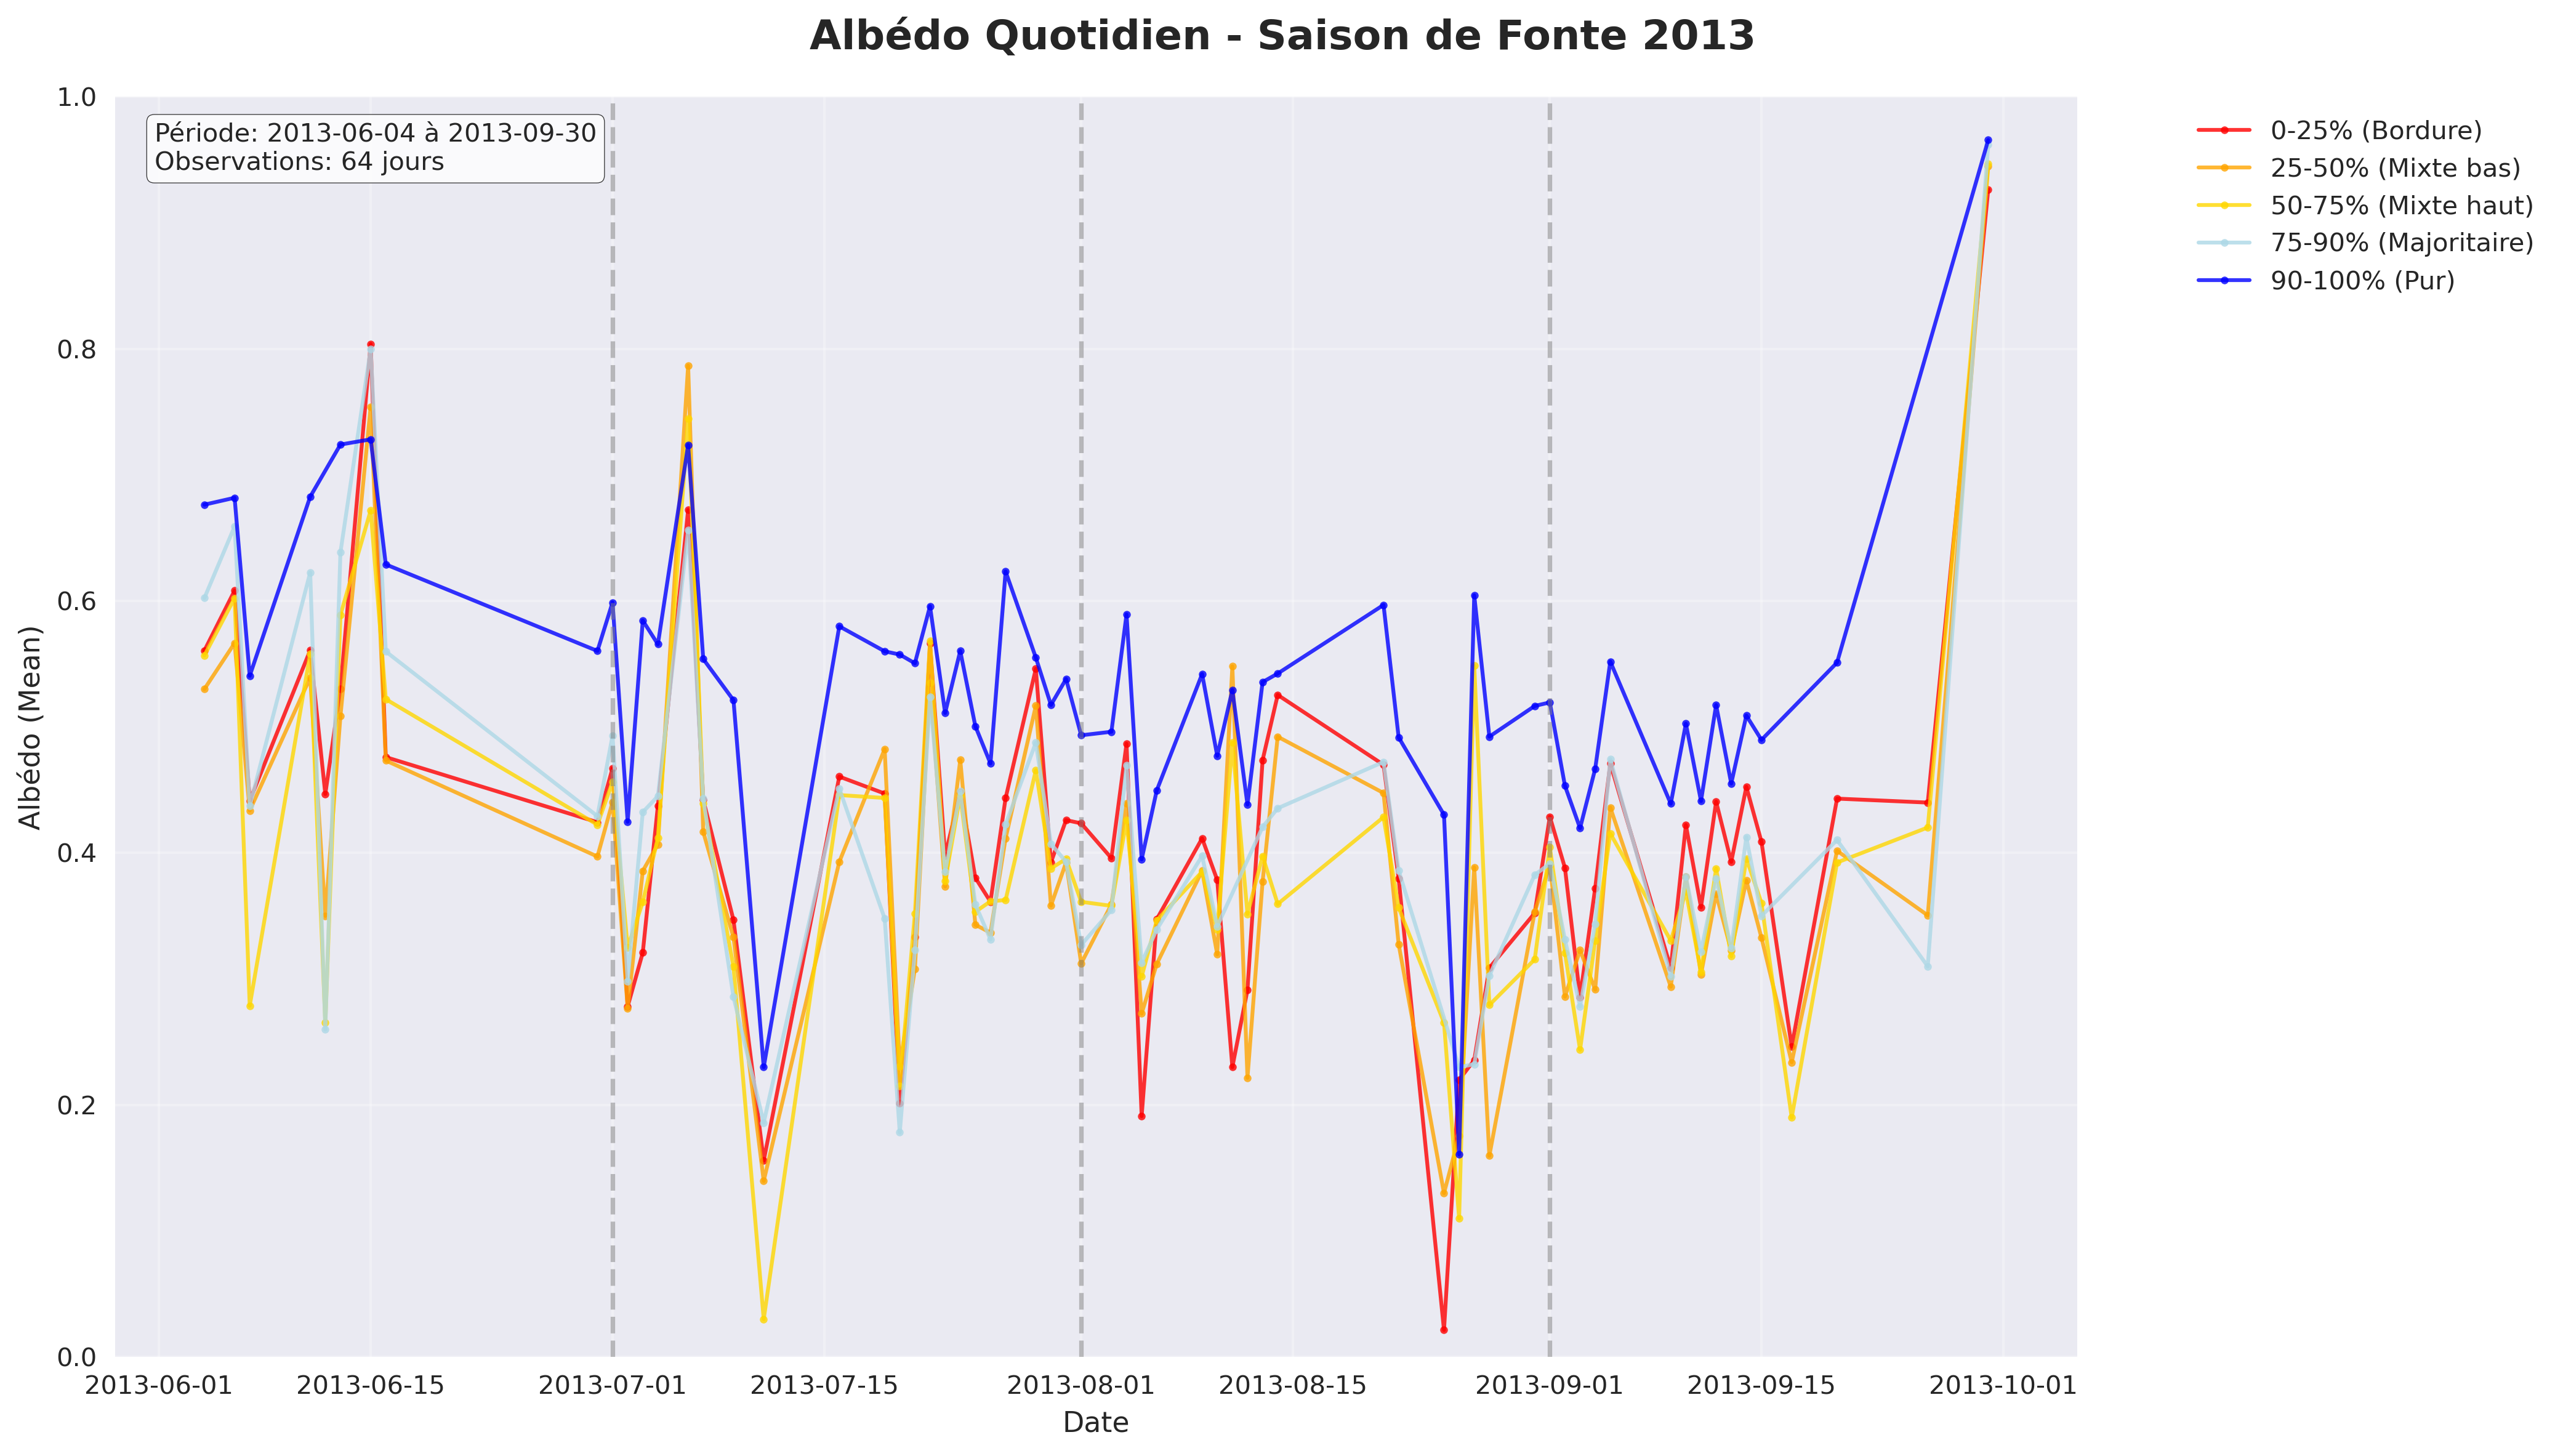 Albédo Quotidien - Saison de Fonte 2013
Période: 2013-06-04 à 2013-09-30
Observations: 64 jours
0-25% (Bordure)
25-50% (Mixte bas)
50-75% (Mixte haut)
75-90% (Majoritaire)
90-100% (Pur)
Albédo (Mean)
1.0
0.8
0.6
0.4
0.2
0.0
2013-06-01
2013-06-15
2013-07-01
2013-07-15
2013-08-01
2013-08-15
2013-09-01
2013-09-15
2013-10-01
Date